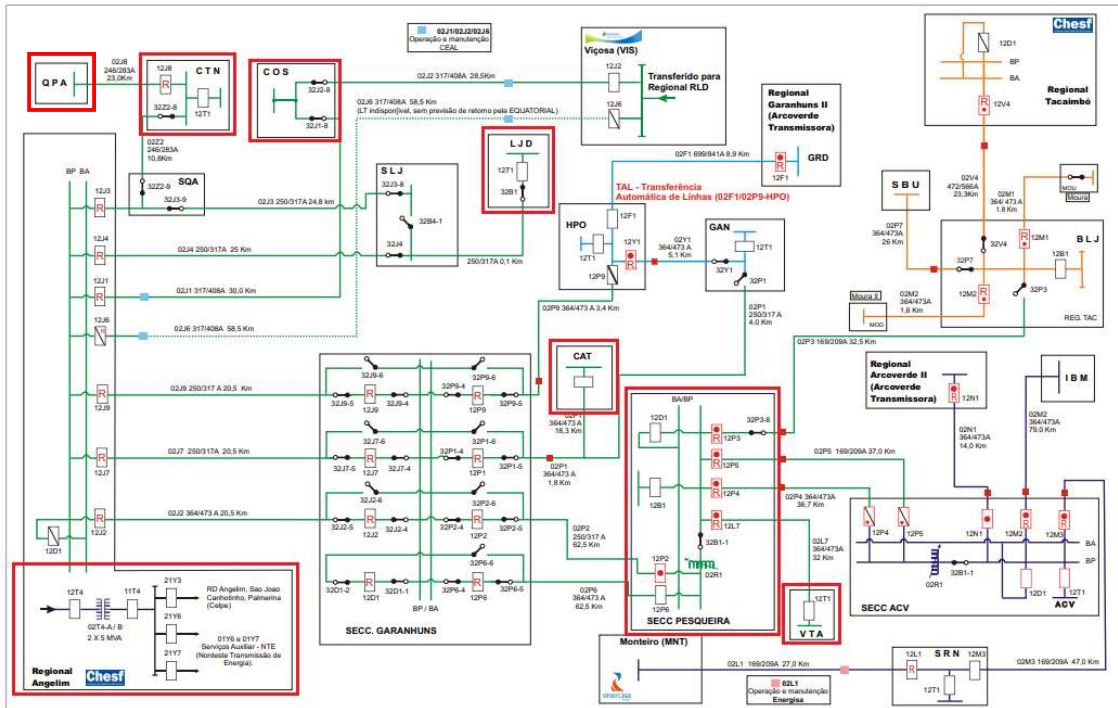 02J1/02J2/02J6
Operação e manutenção
CEAL
Viçosa (VIS)
12J2
Transferido para
Regional RLD
12J6
Chesf
12D1
BP
BA
12V4
Regional
Tacaimbó
QPA
02J8
246/283A
23,0Km
12J8
R
CTN
12T1
32Z2-8
COS
32J2-8
32J1-8
02J2 317/408A 28,5Km
02J6 317/408A 58,5 Km
(LT indisponível, sem previsão de retorno pela EQUATORIAL)
Regional
Garanhuns II
(Arcoverde
Transmissora)
R
12F1
GRD
02F1 699/941A 8,9 Km
TAL - Transferência
Automática de Linhas (02F1/02P9-HPO)
02Z2
246/283A
10,8Km
32Z2-9
SQA
32J3-9
SLJ
32J3-8
32B4-1
32J4
LJD
12T1
32B1
250/317A 0,1 Km
02J3 250/317A 24,8 km
02J4 250/317A 25 Km
02J1 317/408A 30,0 Km
02J6 317/408A 58,5 Km
BP BA
12J3
R
12J4
R
12J1
R
12J6
R
12J9
R
12J7
R
12J2
R
12D1
HPO
12F1
12T1
12Y1
R
12P9
02Y1
364/473 A
5,1 Km
GAN
12T1
32Y1
32P1
02P9 364/473 A 3,4 Km
02P1
250/317 A
4,0 Km
SBU
02P7
364/473A
26 Km
02V4
472/566A
23,3Km
02M1
364/ 473 A
1.8 Km
MOU
Moura
BLJ
32V4
12M1
R
12B1
32P7
12M2
R
32P3
REG. TAC
02M2
364/473A
1,6 Km
Moura II
MOD
02P3 169/209A 32,5 Km
02J9 250/317 A 20,5 Km
02J7 250/317A 20,5 Km
02J2 364/473 A 20,5 Km
32J9-6
32P9-6
32J9-5
R
12J9
32J9-4
32P9-4
R
12P9
32P9-5
32J7-6
32P1-6
32J7-5
R
12J7
32J7-4
32P1-4
R
12P1
32P1-5
32J2-6
32P2-6
32J2-5
R
12J2
32J2-4
32P2-4
R
12P2
32P2-5
32P6-6
32D1-2
R
12D1
32D1-1
32P6-4
R
12P6
32P6-5
BP / BA
SECC. GARANHUNS
CAT
02P1
364/473 A
18,3 Km
02P1
364/473 A
1,8 Km
02P2
250/317 A
62,5 Km
02P6
364/473 A
62,5 Km
BA/BP
12D1
R
12P3
32P3-8
R
12P5
R
12P4
12B1
R
12L7
32B1-1
R
12P2
02R1
12P6
SECC PESQUEIRA
02P5 169/209A 37,0 Km
02P4 364/473A
36,7 Km
02L7
364/473A
32 Km
12T1
VTA
Regional
Arcoverde II
(Arcoverde
Transmissora)
R
12N1
IBM
02M2
364/473A
79,0 Km
02N1
364/473A
14,0 Km
12P4
12P5
12N1
12M2
12M3
BA
BP
02R1
32B1-1
12D1
12T1
ACV
SECC ACV
12T4
11T4
02T4-A / B
2 X 5 MVA
21Y3
RD Angelim, Sao Joao
Canhotinho, Palmerina
(Celpe)
21Y6
21Y7
01Y6 e 01Y7
Serviços Auxiliar - NTE
(Nordeste Transmissão de
Energia).
Regional
Angelim
Chesf
Monteiro (MNT)
energisa
02L1 169/209A 27,0 Km
02L1
Operação e manutenção
Energisa
SRN
12L1
R
12M3
12T1
02M3 169/209A 47,0 Km